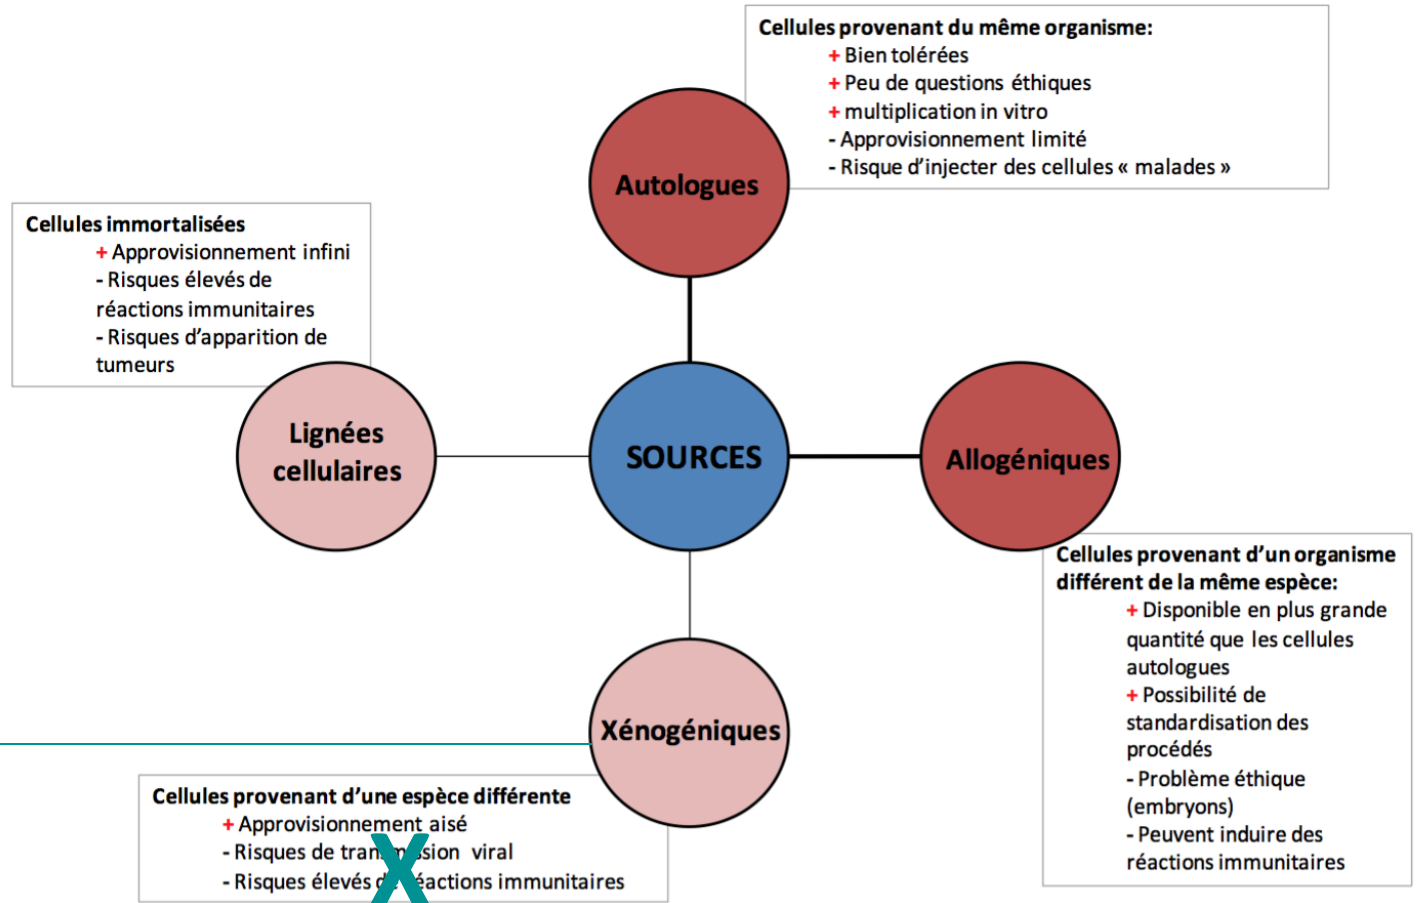 Cellules provenant du même organisme:
+ Bien tolérées
+ Peu de questions éthiques
+ multiplication in vitro
- Approvisionnement limité
- Risque d'injecter des cellules « malades »
Autologues
Cellules immortalisées
+ Approvisionnement infini
- Risques élevés de
réactions immunitaires
- Risques d'apparition de
tumeurs
Lignées
cellulaires
SOURCES
Allogéniques
Cellules provenant d'un organisme
différent de la même espèce:
+ Disponible en plus grande
quantité que les cellules
autologues
+ Possibilité de
standardisation des
procédés
- Problème éthique
(embryons)
- Peuvent induire des
réactions immunitaires
Xénogéniques
Cellules provenant d'une espèce différente
+ Approvisionnement aisé
- Risques de transmission viral
- Risques élevés de réactions immunitaires
X